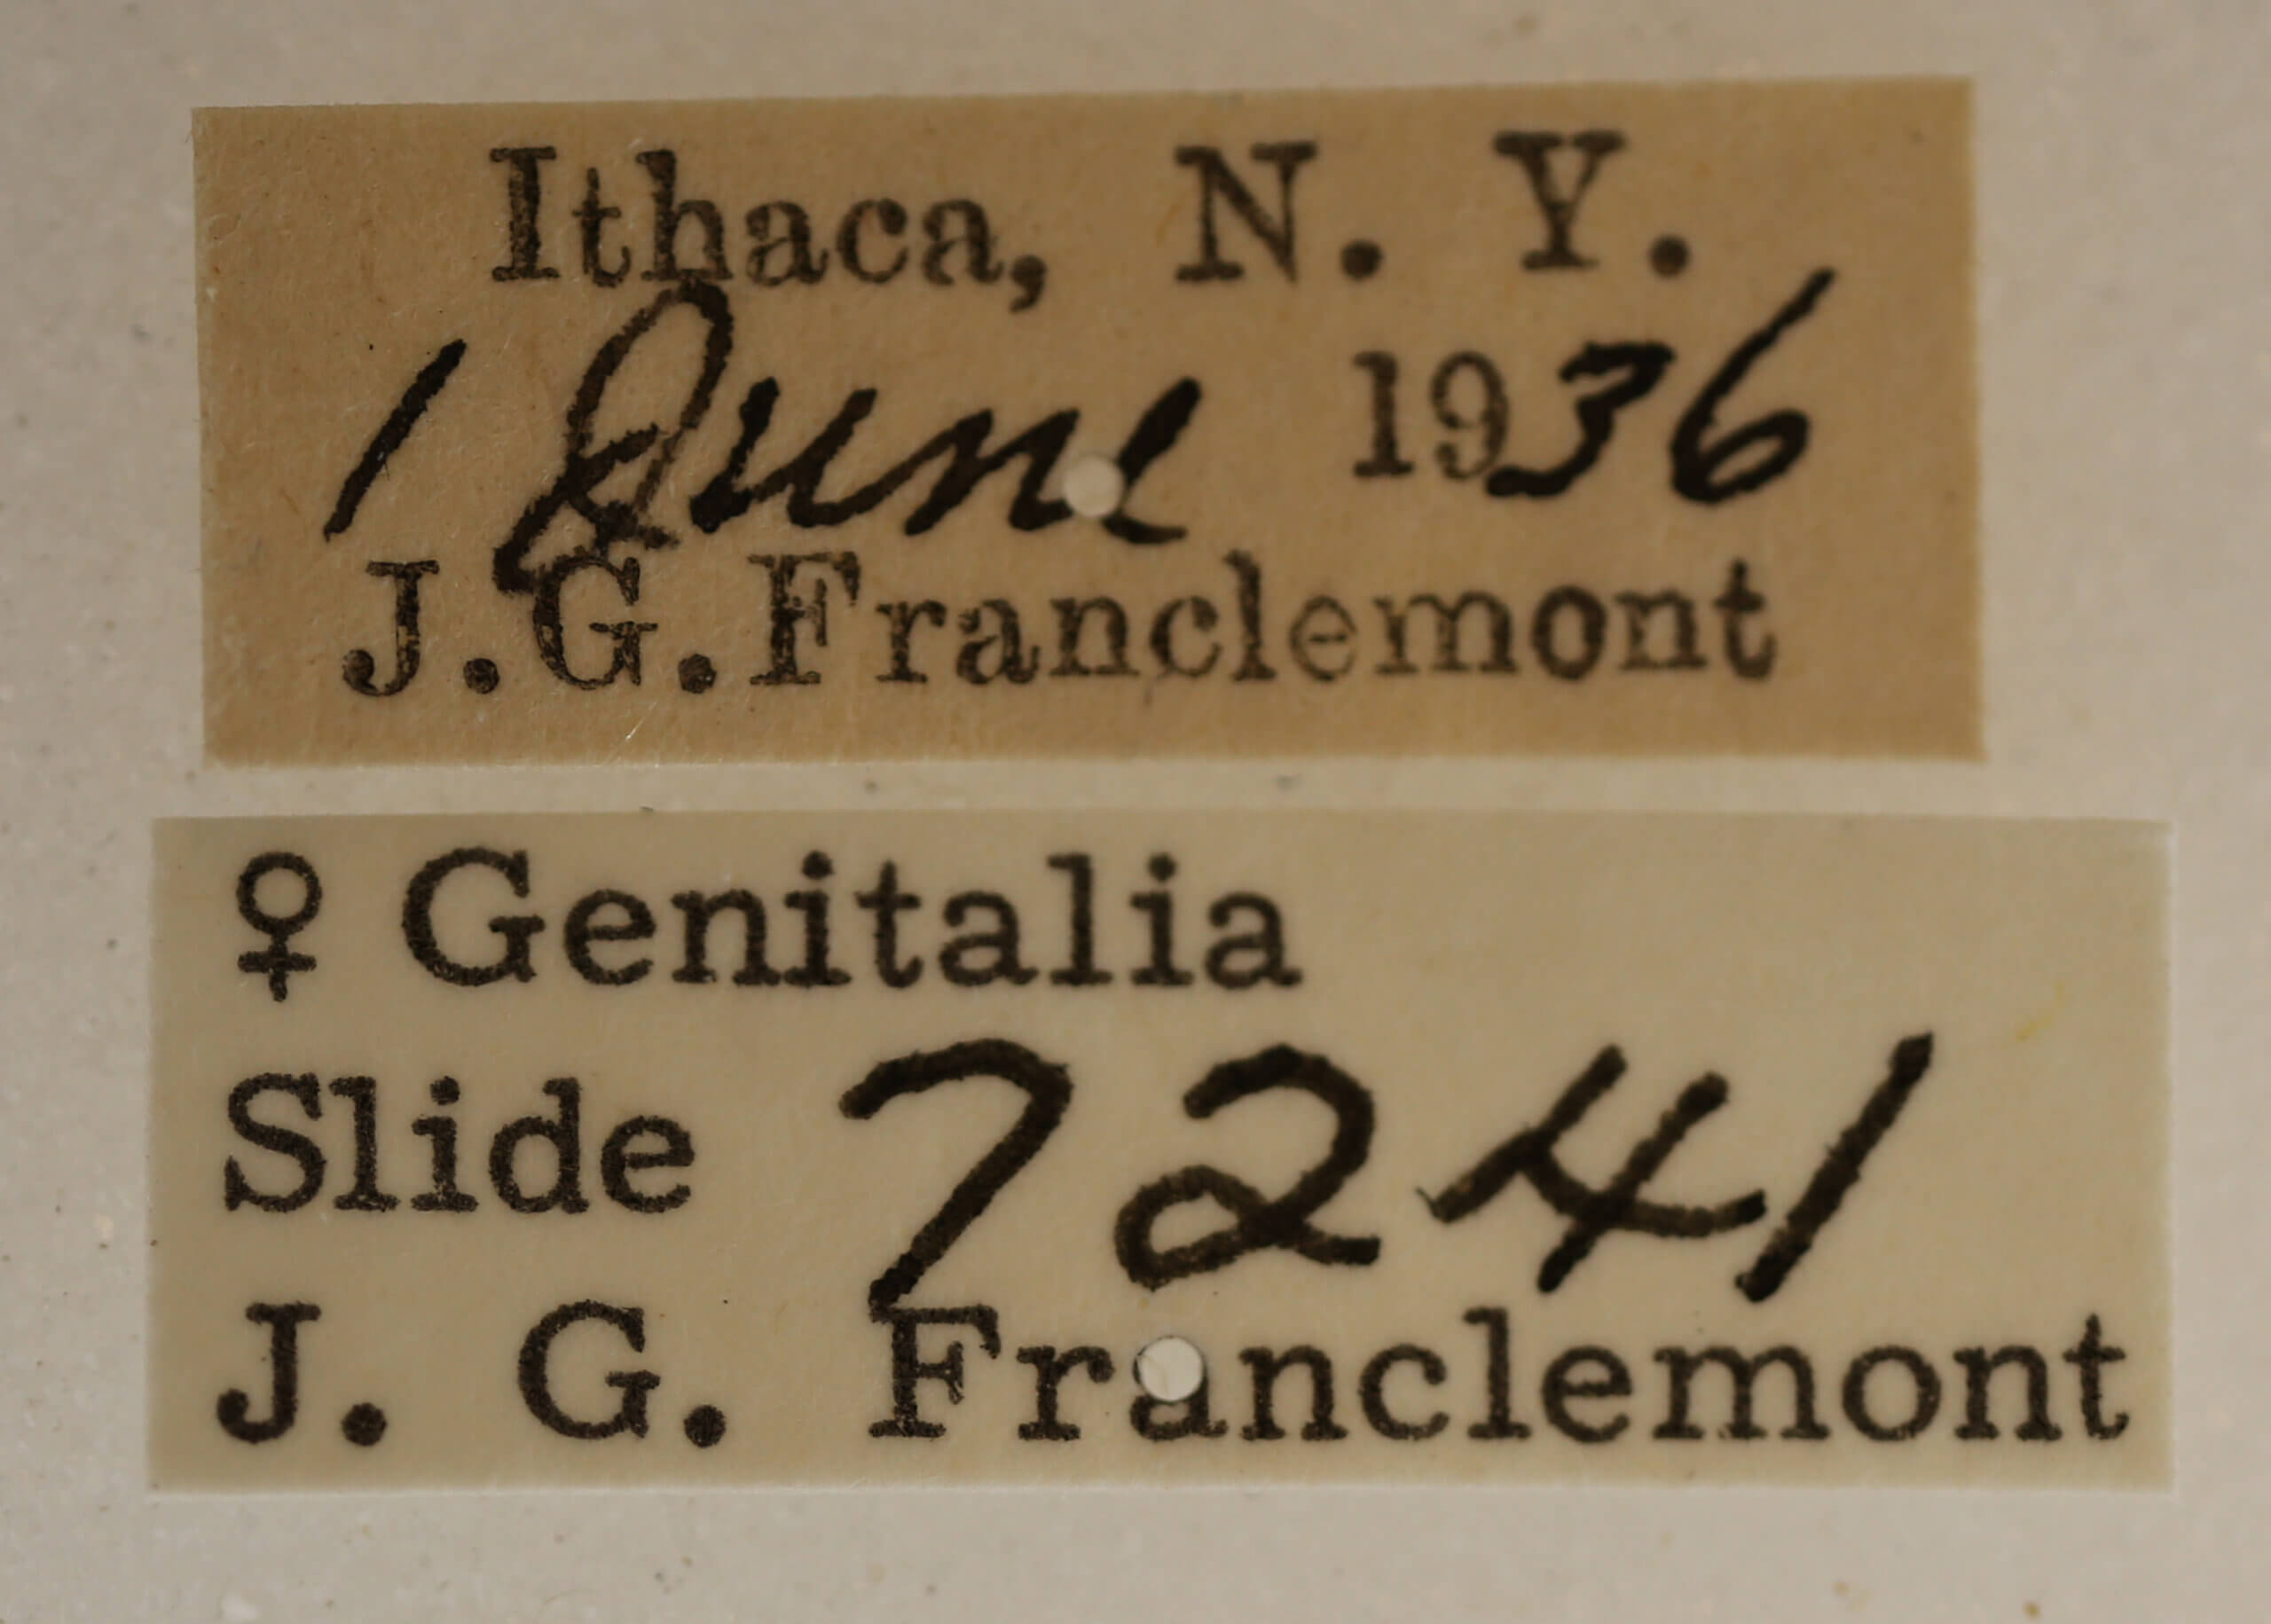 Ithaca, N. Y.
1 June 1936
J.G.Franclemont
♀ Genitalia
Slide 7241
J. G. Franclemont